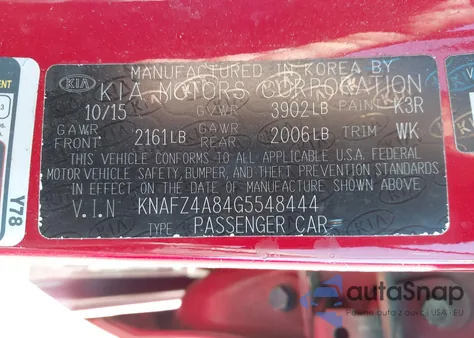 MANUFACTURED IN KOREA BY
KIA KIA MOTORS CORPORATION
10/15 GVWR 3902LB PAINT K3R
GAWR FRONT 2161LB GAWR REAR 2006LB TRIM WK
THIS VEHICLE CONFORMS TO ALL APPLICABLE U.S.A. FEDERAL
MOTOR VEHICLE SAFETY, BUMPER, AND THEFT PREVENTION STANDARDS
IN EFFECT ON THE DATE OF MANUFACTURE SHOWN ABOVE
V.I.N KNAFZ4A84G5548444
TYPE PASSENGER CAR
Y78
KIA
autoSnap